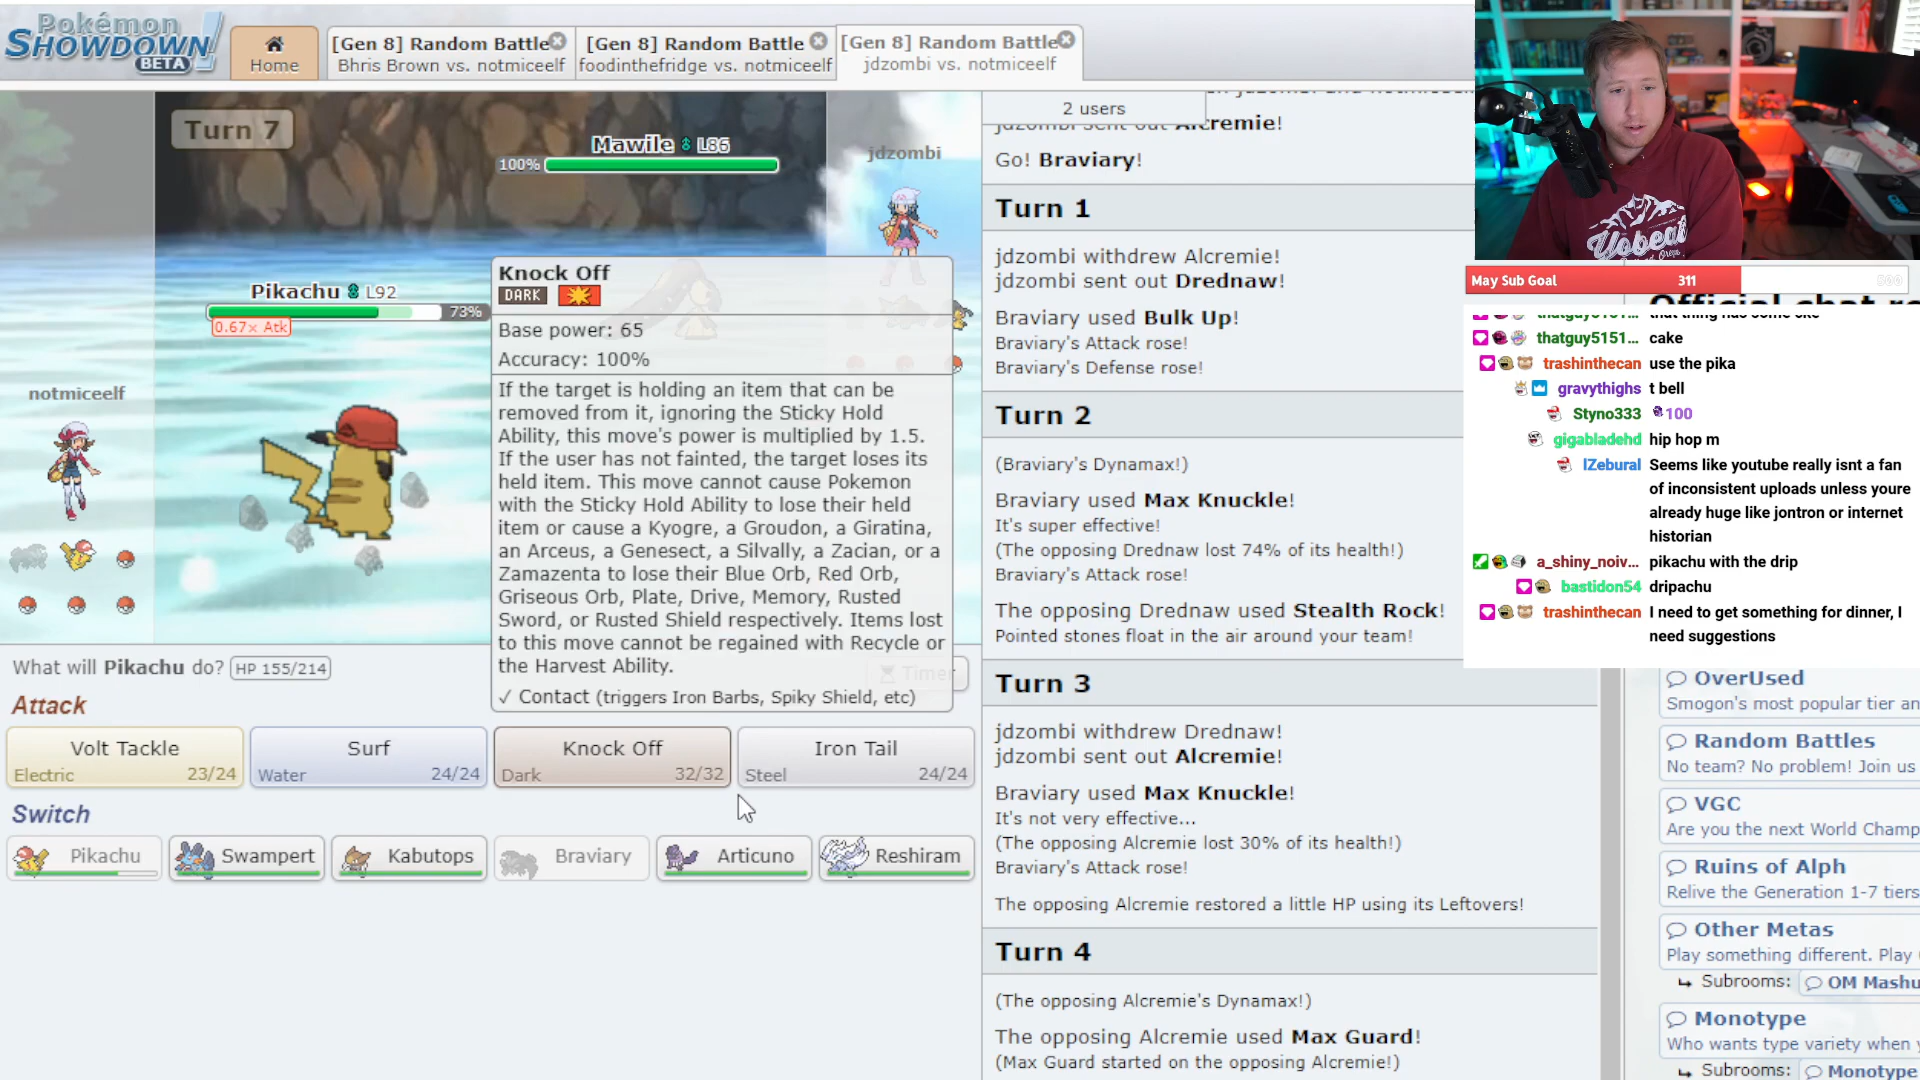 Pokémon
SHOWDOWN!
BETA
Home
[Gen 8] Random Battle
Bhris Brown vs. notmiceelf
[Gen 8] Random Battle
foodinthefridge vs. notmiceelf
[Gen 8] Random Battle
jdzombi vs. notmiceelf
Turn 7
Mawile L86
100%
jdzombi
Pikachu L92
73%
0.67× Atk
notmiceelf
Knock Off
DARK
Base power: 65
Accuracy: 100%
If the target is holding an item that can be
removed from it, ignoring the Sticky Hold
Ability, this move's power is multiplied by 1.5.
If the user has not fainted, the target loses its
held item. This move cannot cause Pokemon
with the Sticky Hold Ability to lose their held
item or cause a Kyogre, a Groudon, a Giratina,
an Arceus, a Genesect, a Silvally, a Zacian, or a
Zamazenta to lose their Blue Orb, Red Orb,
Griseous Orb, Plate, Drive, Memory, Rusted
Sword, or Rusted Shield respectively. Items lost
to this move cannot be regained with Recycle or
the Harvest Ability.
✓ Contact (triggers Iron Barbs, Spiky Shield, etc)
What will Pikachu do? HP 155/214
Timer
Attack
Volt Tackle
Electric 23/24
Surf
Water 24/24
Knock Off
Dark 32/32
Iron Tail
Steel 24/24
Switch
Pikachu
Swampert
Kabutops
Braviary
Articuno
Reshiram
2 users
jdzombi sent out Alcremie!
Go! Braviary!
Turn 1
jdzombi withdrew Alcremie!
jdzombi sent out Drednaw!
Braviary used Bulk Up!
Braviary's Attack rose!
Braviary's Defense rose!
Turn 2
(Braviary's Dynamax!)
Braviary used Max Knuckle!
It's super effective!
(The opposing Drednaw lost 74% of its health!)
Braviary's Attack rose!
The opposing Drednaw used Stealth Rock!
Pointed stones float in the air around your team!
Turn 3
jdzombi withdrew Drednaw!
jdzombi sent out Alcremie!
Braviary used Max Knuckle!
It's not very effective...
(The opposing Alcremie lost 30% of its health!)
Braviary's Attack rose!
The opposing Alcremie restored a little HP using its Leftovers!
Turn 4
(The opposing Alcremie's Dynamax!)
The opposing Alcremie used Max Guard!
(Max Guard started on the opposing Alcremie!)
May Sub Goal 311 500
Official chat
thatguy5151... cake
trashinthecan use the pika
gravythighs t bell
Styno333 100
gigabladehd hip hop m
lZebural Seems like youtube really isnt a fan
of inconsistent uploads unless youre
already huge like jontron or internet
historian
a_shiny_noiv... pikachu with the drip
bastidon54 dripachu
trashinthecan I need to get something for dinner, I
need suggestions
OverUsed
Smogon's most popular tier
Random Battles
No team? No problem! Join us
VGC
Are you the next World Champ
Ruins of Alph
Relive the Generation 1-7 tiers
Other Metas
Play something different. Play
↳ Subrooms: OM Mashu
Monotype
Who wants type variety when
↳ Subrooms: Monotype